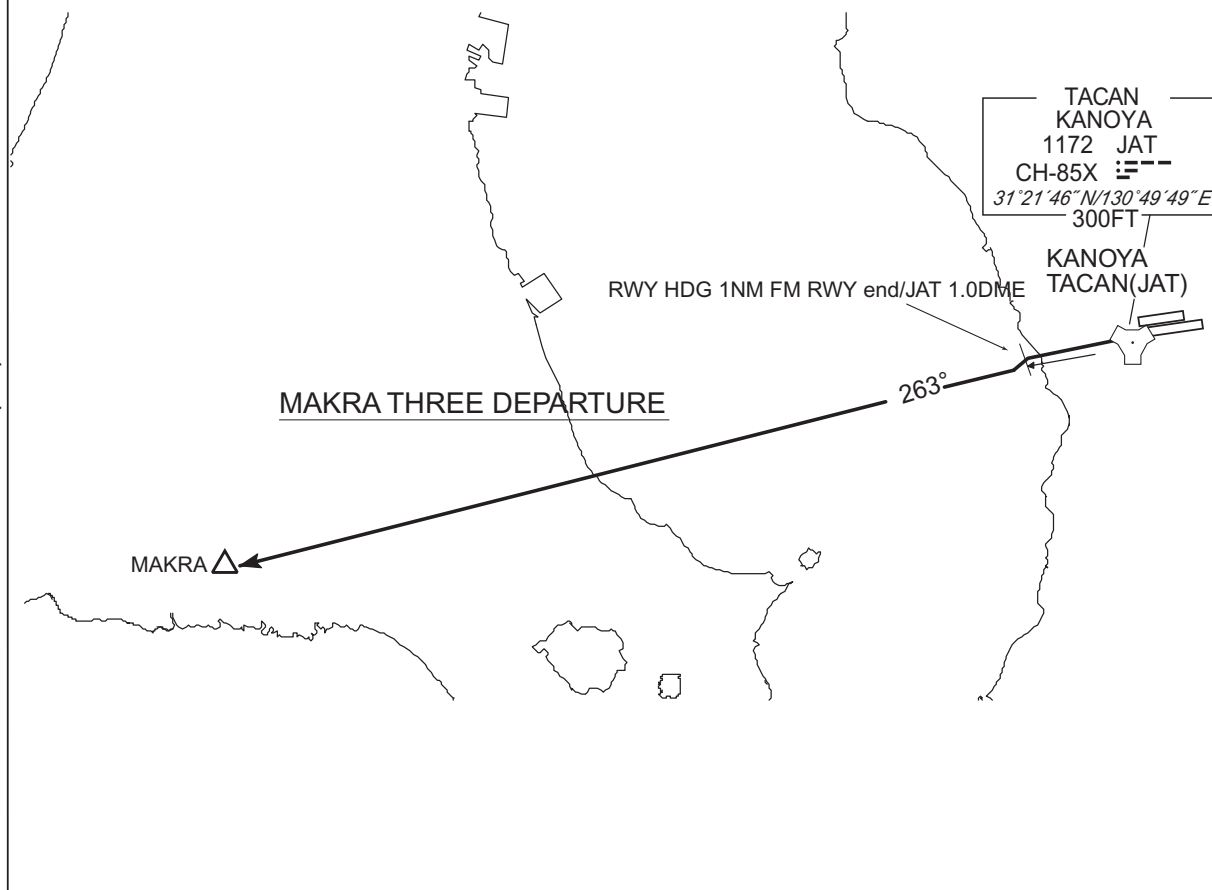 TACAN
KANOYA
1172 JAT
CH-85X
31°21´46˝N/130°49´49˝E
300FT
KANOYA
TACAN(JAT)
RWY HDG 1NM FM RWY end/JAT 1.0DME
263°
MAKRA THREE DEPARTURE
MAKRA